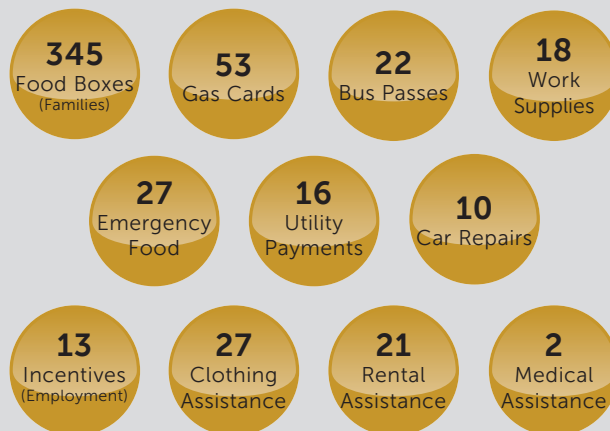 345
Food Boxes
(Families)
53
Gas Cards
22
Bus Passes
18
Work
Supplies
27
Emergency
Food
16
Utility
Payments
10
Car Repairs
13
Incentives
(Employment)
27
Clothing
Assistance
21
Rental
Assistance
2
Medical
Assistance